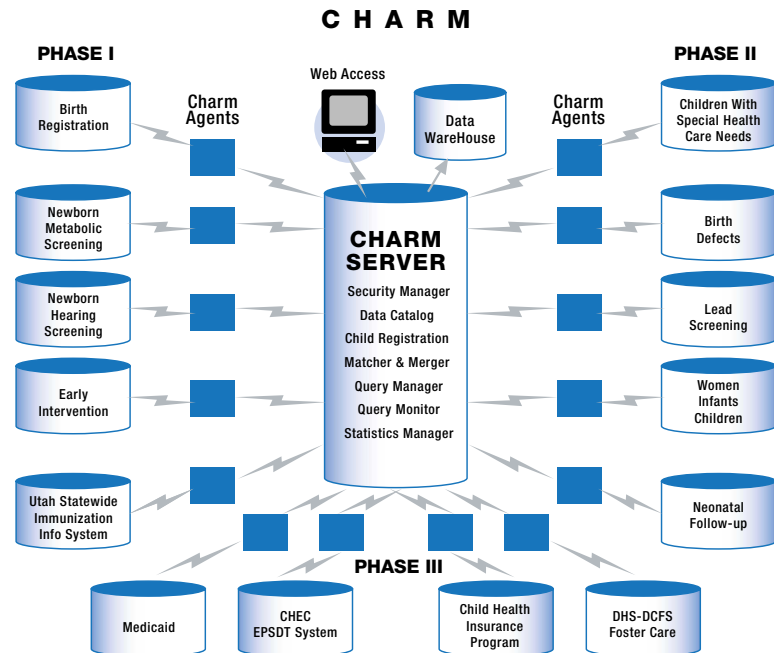 CHARM
PHASE I
PHASE II
Web Access
Birth
Registration
Charm
Agents
Data
WareHouse
Charm
Agents
Children With
Special Health
Care Needs
Newborn
Metabolic
Screening
Birth
Defects
CHARM
SERVER
Security Manager
Data Catalog
Child Registration
Matcher & Merger
Query Manager
Query Monitor
Statistics Manager
Newborn
Hearing
Screening
Lead
Screening
Early
Intervention
Women
Infants
Children
Utah Statewide
Immunization
Info System
Neonatal
Follow-up
PHASE III
Medicaid
CHEC
EPSDT System
Child Health
Insurance
Program
DHS-DCFS
Foster Care